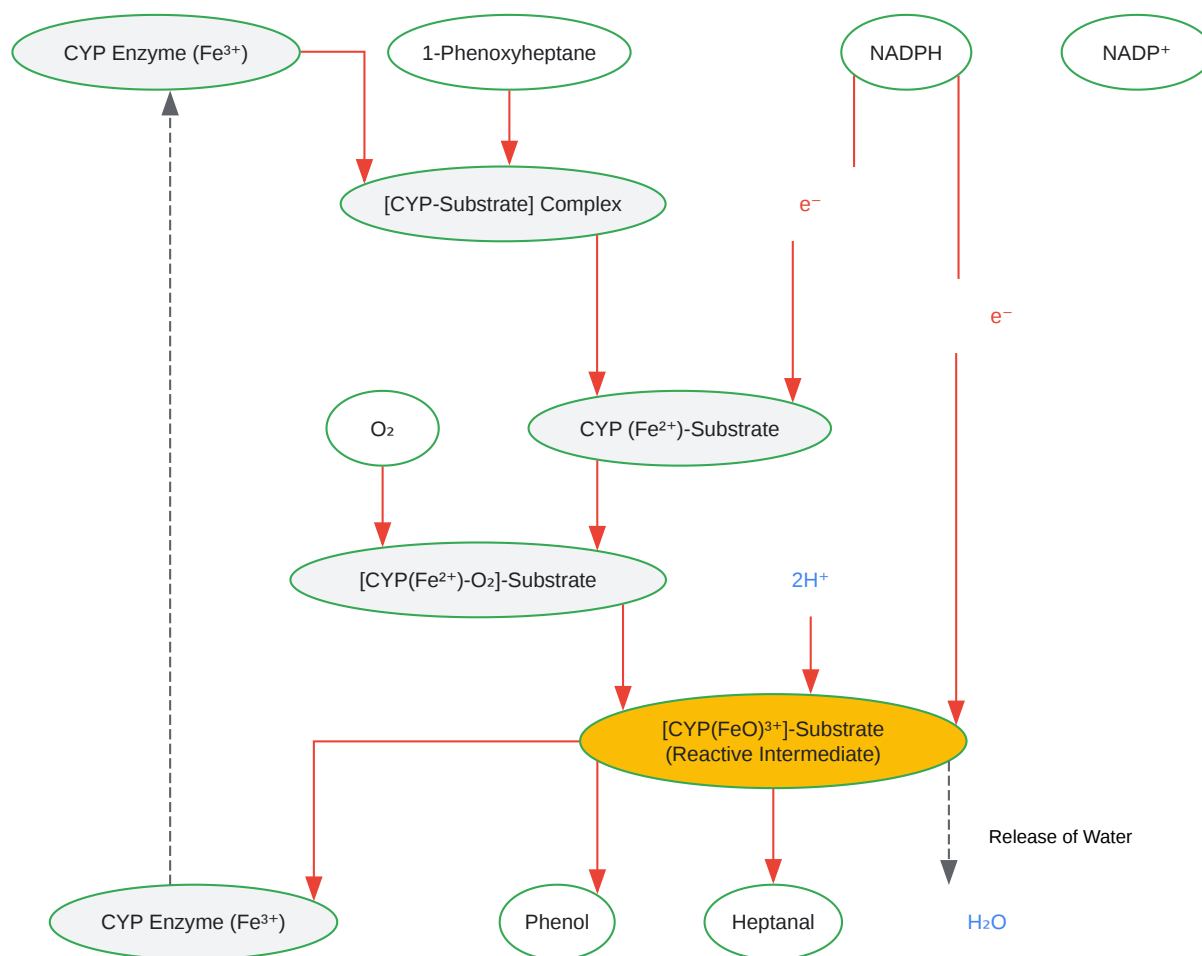 CYP Enzyme (Fe³⁺)
1-Phenoxyheptane
NADPH
NADP⁺
[CYP-Substrate] Complex
e⁻
e⁻
O₂
CYP (Fe²⁺)-Substrate
[CYP(Fe²⁺)-O₂]-Substrate
2H⁺
[CYP(FeO)³⁺]-Substrate
(Reactive Intermediate)
Release of Water
CYP Enzyme (Fe³⁺)
Phenol
Heptanal
H₂O